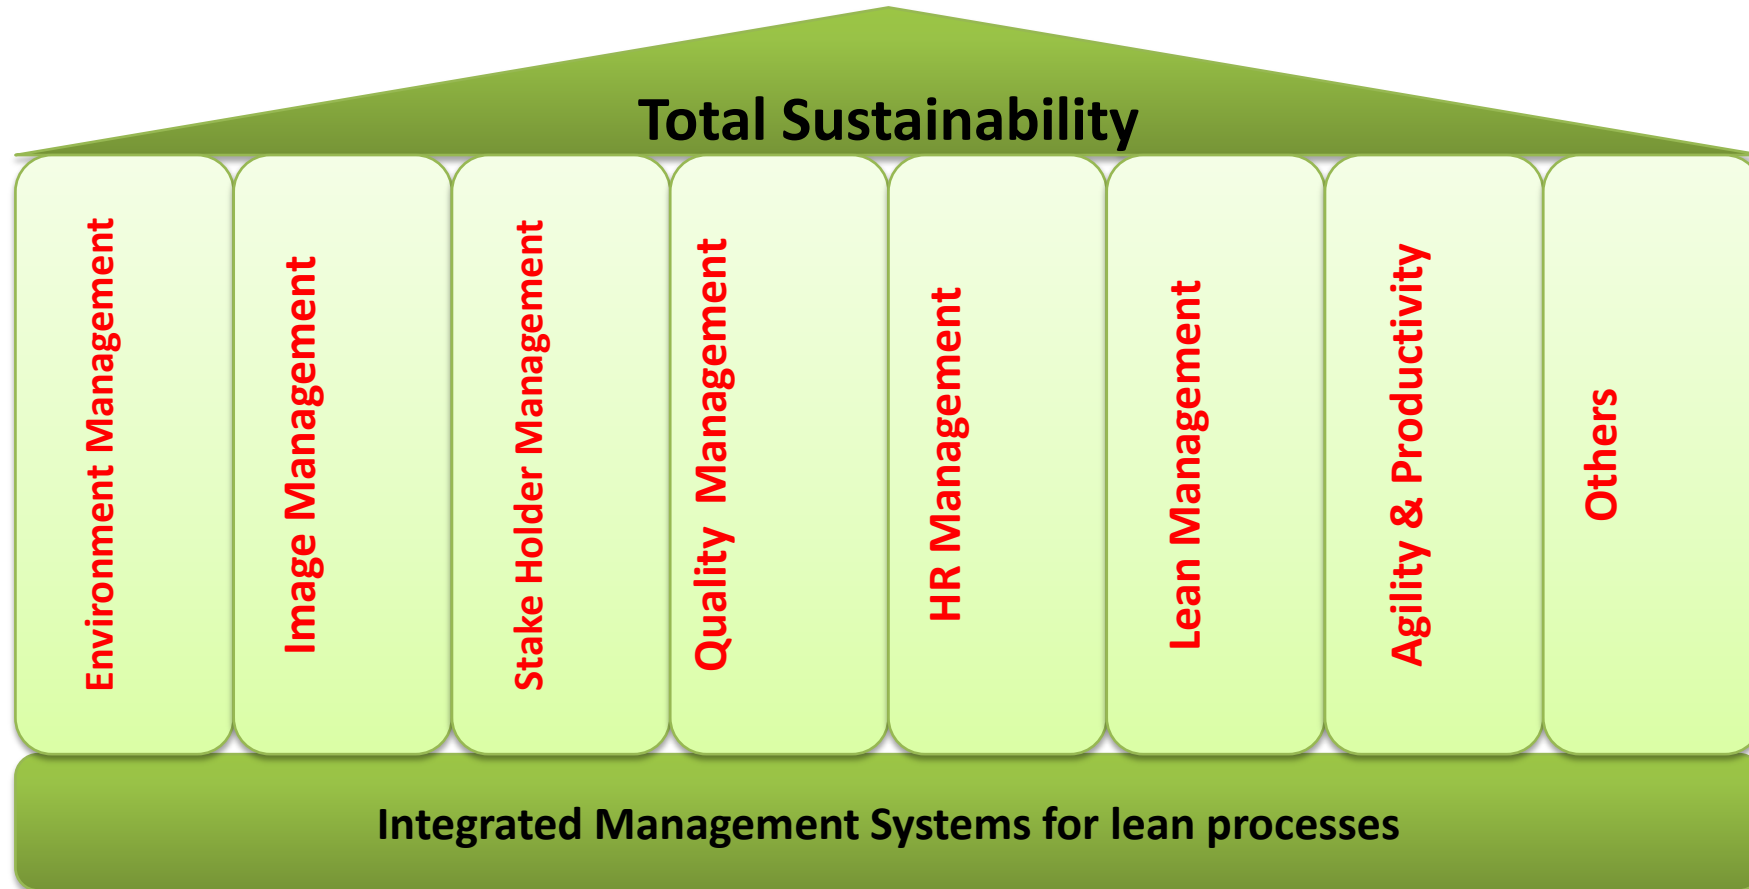 Total Sustainability
Environment Management
Image Management
Stake Holder Management
Quality  Management
HR Management
Lean Management
Agility & Productivity
Others
Integrated Management Systems for lean processes